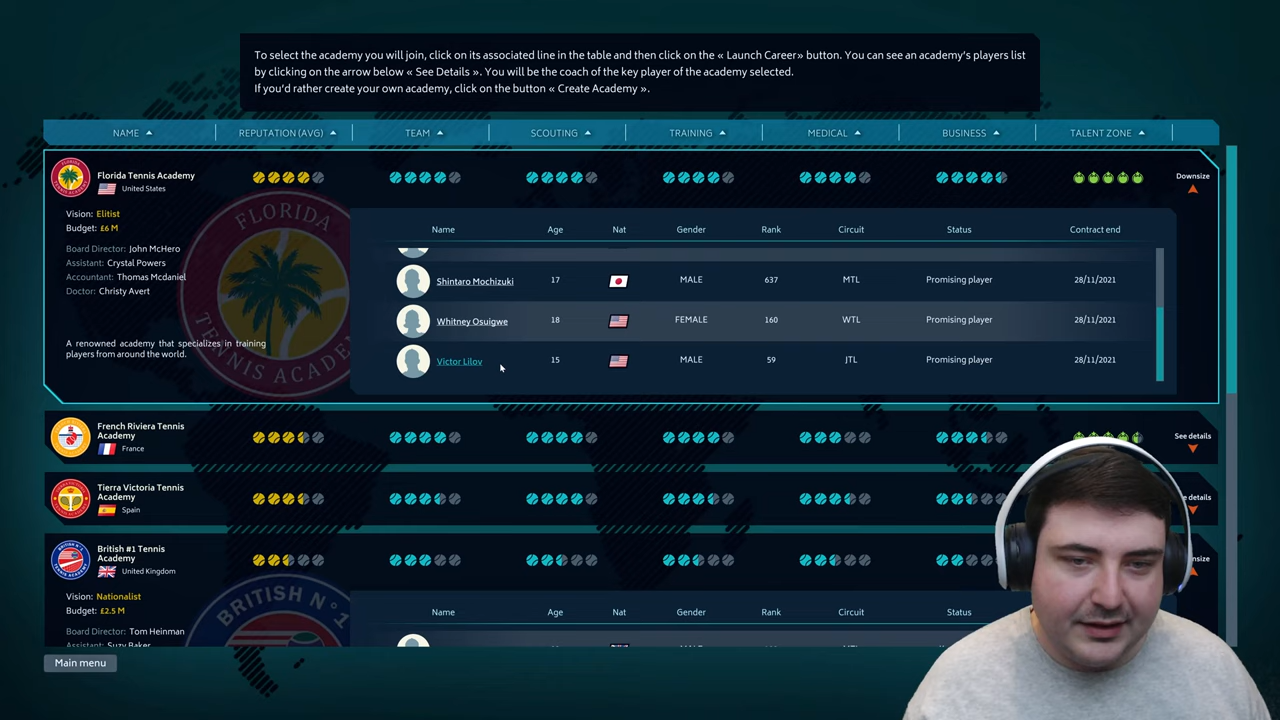 To select the academy you will join, click on its associated line in the table and then click on the « Launch Career» button. You can see an academy's players list
by clicking on the arrow below « See Details ». You will be the coach of the key player of the academy selected.
If you'd rather create your own academy, click on the button « Create Academy ».
NAME REPUTATION (AVG) TEAM SCOUTING TRAINING MEDICAL BUSINESS TALENT ZONE
Florida Tennis Academy
United States
Downsize
Vision: Elitist
Budget: £6 M
Board Director: John McHero
Assistant: Crystal Powers
Accountant: Thomas Mcdaniel
Doctor: Christy Avert
A renowned academy that specializes in training
players from around the world.
FLORIDA
TENNIS ACADEMY
Name Age Nat Gender Rank Circuit Status Contract end
Shintaro Mochizuki 17 MALE 637 MTL Promising player 28/11/2021
Whitney Osuigwe 18 FEMALE 160 WTL Promising player 28/11/2021
Victor Lilov 15 MALE 59 JTL Promising player 28/11/2021
French Riviera Tennis
Academy
France
See details
Tierra Victoria Tennis
Academy
Spain
details
British #1 Tennis
Academy
United Kingdom
Vision: Nationalist
Budget: £2.5 M
Board Director: Tom Heinman
Assistant: Suzy Baker
BRITISH N°1
Name Age Nat Gender Rank Circuit Status
Main menu